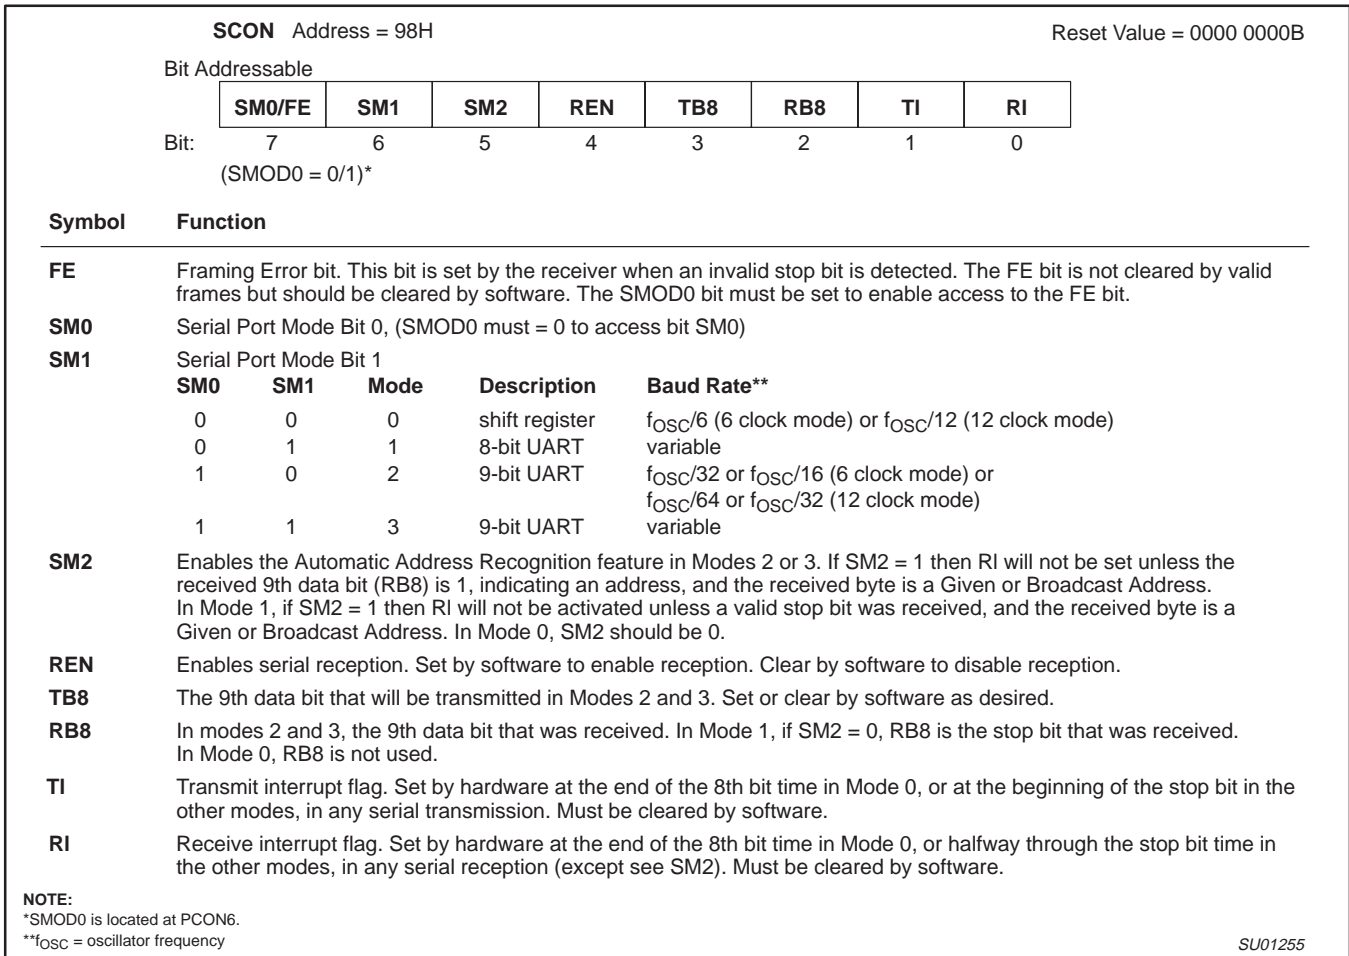 SCON Address = 98H Reset Value = 0000 0000B
Bit Addressable
SM0/FE SM1 SM2 REN TB8 RB8 TI RI
Bit: 7 6 5 4 3 2 1 0
(SMOD0 = 0/1)*
Symbol Function
FE Framing Error bit. This bit is set by the receiver when an invalid stop bit is detected. The FE bit is not cleared by valid
frames but should be cleared by software. The SMOD0 bit must be set to enable access to the FE bit.
SM0 Serial Port Mode Bit 0, (SMOD0 must = 0 to access bit SM0)
SM1 Serial Port Mode Bit 1
SM0 SM1 Mode Description Baud Rate**
0 0 0 shift register fOSC/6 (6 clock mode) or fOSC/12 (12 clock mode)
0 1 1 8-bit UART variable
1 0 2 9-bit UART fOSC/32 or fOSC/16 (6 clock mode) or
fOSC/64 or fOSC/32 (12 clock mode)
1 1 3 9-bit UART variable
SM2 Enables the Automatic Address Recognition feature in Modes 2 or 3. If SM2 = 1 then RI will not be set unless the
received 9th data bit (RB8) is 1, indicating an address, and the received byte is a Given or Broadcast Address.
In Mode 1, if SM2 = 1 then RI will not be activated unless a valid stop bit was received, and the received byte is a
Given or Broadcast Address. In Mode 0, SM2 should be 0.
REN Enables serial reception. Set by software to enable reception. Clear by software to disable reception.
TB8 The 9th data bit that will be transmitted in Modes 2 and 3. Set or clear by software as desired.
RB8 In modes 2 and 3, the 9th data bit that was received. In Mode 1, if SM2 = 0, RB8 is the stop bit that was received.
In Mode 0, RB8 is not used.
TI Transmit interrupt flag. Set by hardware at the end of the 8th bit time in Mode 0, or at the beginning of the stop bit in the
other modes, in any serial transmission. Must be cleared by software.
RI Receive interrupt flag. Set by hardware at the end of the 8th bit time in Mode 0, or halfway through the stop bit time in
the other modes, in any serial reception (except see SM2). Must be cleared by software.
NOTE:
*SMOD0 is located at PCON6.
**fOSC = oscillator frequency SU01255